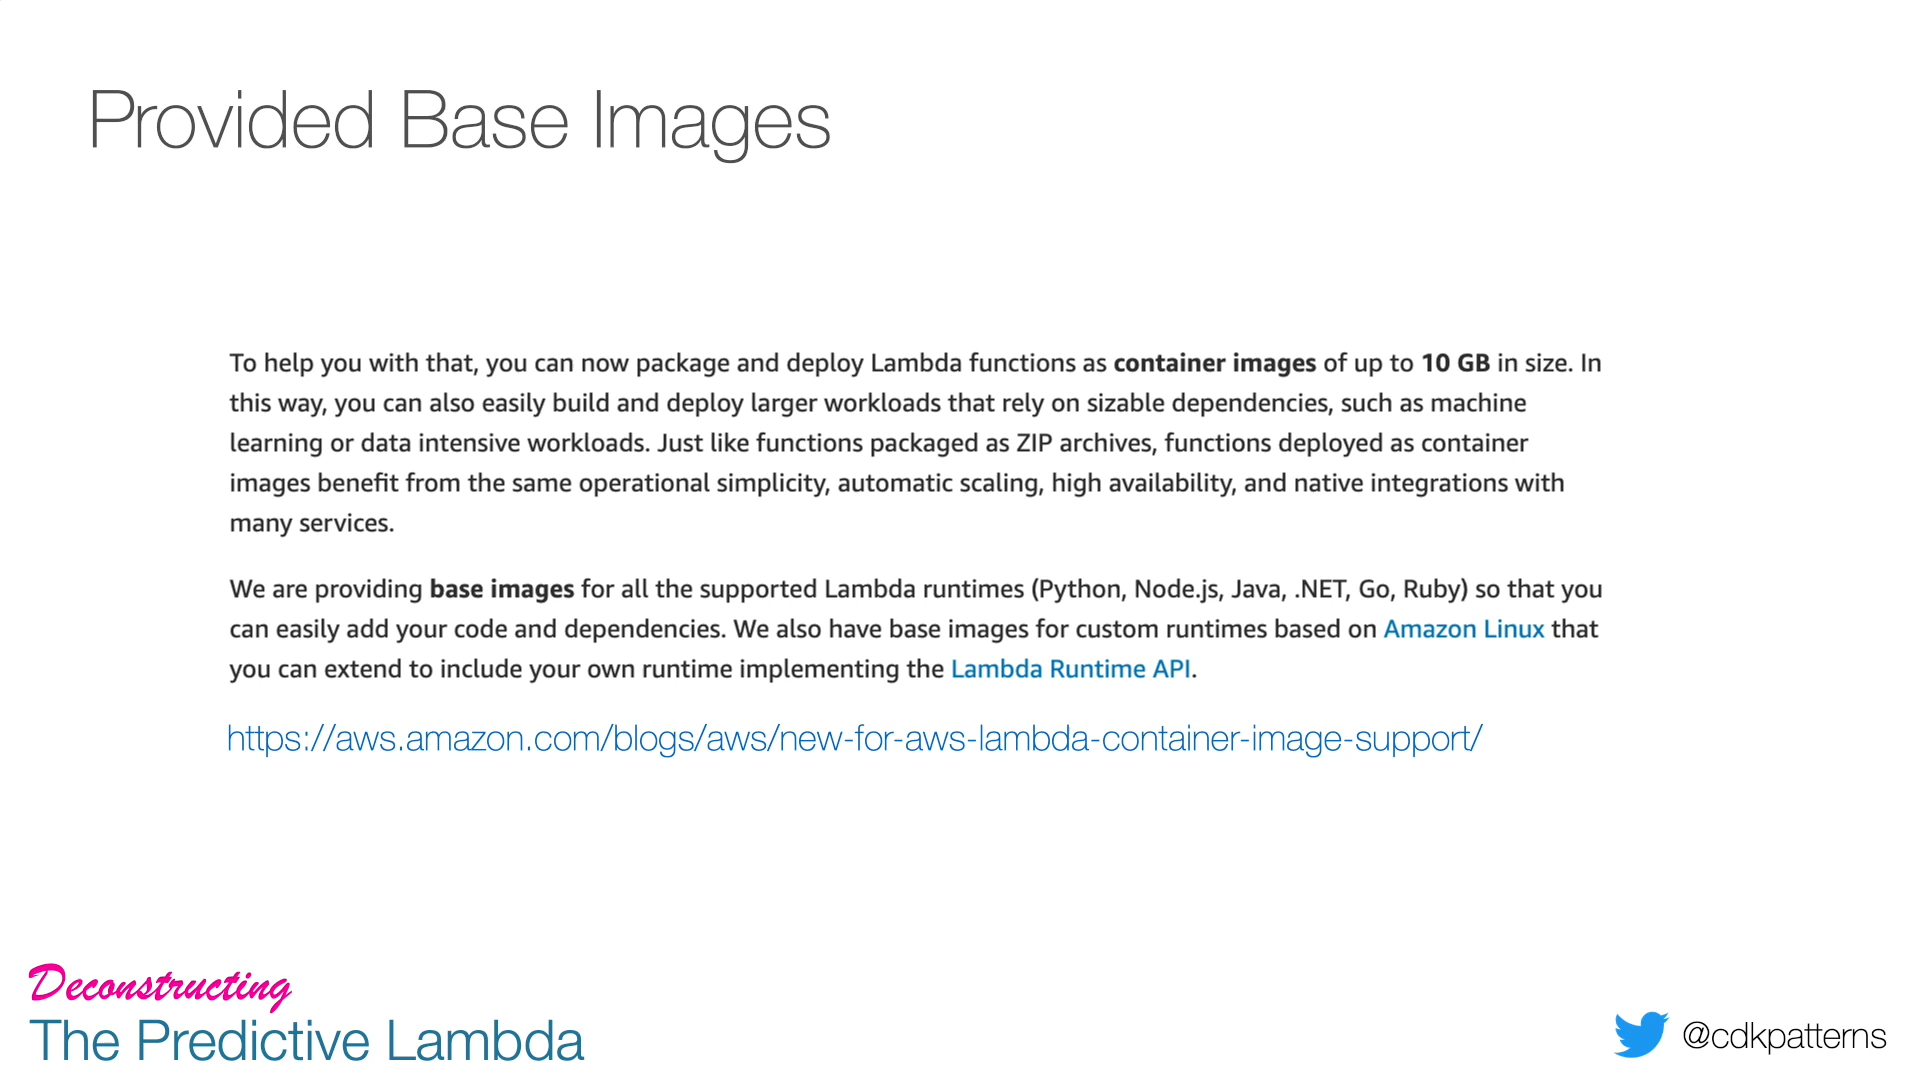 Provided Base Images
To help you with that, you can now package and deploy Lambda functions as container images of up to 10 GB in size. In
this way, you can also easily build and deploy larger workloads that rely on sizable dependencies, such as machine
learning or data intensive workloads. Just like functions packaged as ZIP archives, functions deployed as container
images benefit from the same operational simplicity, automatic scaling, high availability, and native integrations with
many services.
We are providing base images for all the supported Lambda runtimes (Python, Node.js, Java, .NET, Go, Ruby) so that you
can easily add your code and dependencies. We also have base images for custom runtimes based on Amazon Linux that
you can extend to include your own runtime implementing the Lambda Runtime API.
https://aws.amazon.com/blogs/aws/new-for-aws-lambda-container-image-support/
Deconstructing
The Predictive Lambda
@cdkpatterns